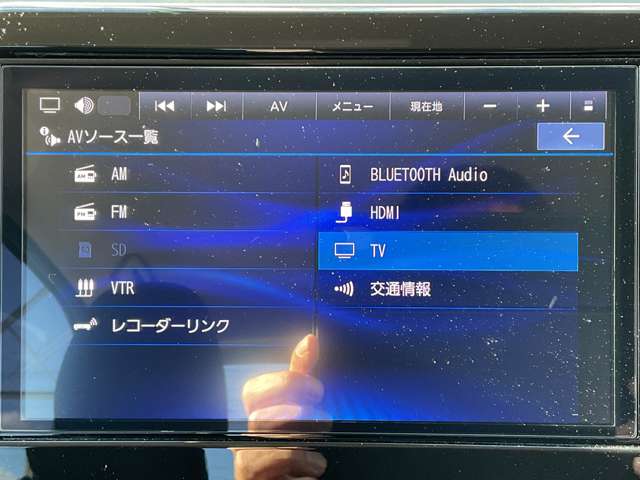 AV メニュー 現在地
AVソース一覧
AM
FM
SD
VTR
レコーダーリンク
BLUETOOTH Audio
HDMI
TV
交通情報